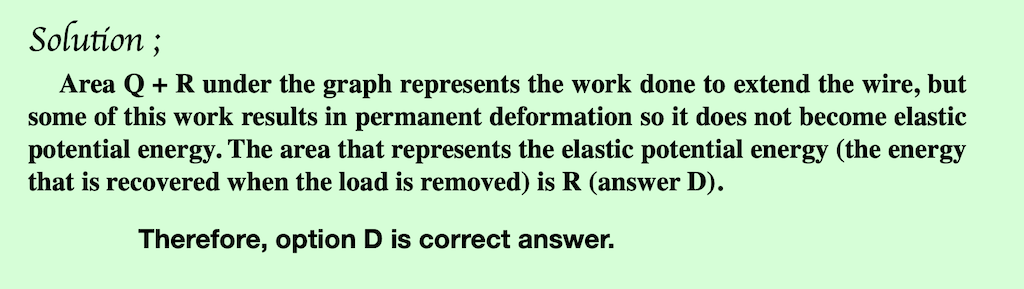 Solution ;
Area Q + R under the graph represents the work done to extend the wire, but
some of this work results in permanent deformation so it does not become elastic
potential energy. The area that represents the elastic potential energy (the energy
that is recovered when the load is removed) is R (answer D).
Therefore, option D is correct answer.